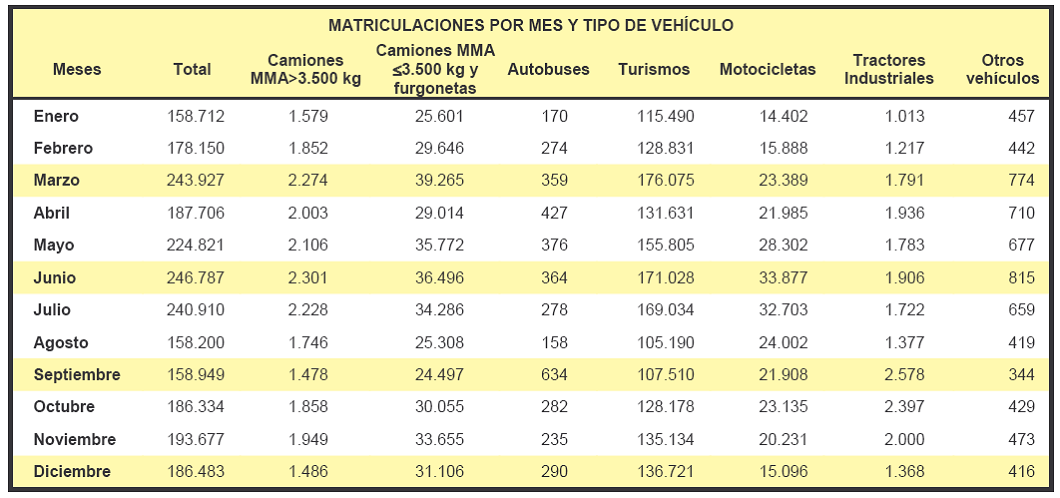 MATRICULACIONES POR MES Y TIPO DE VEHÍCULO
Meses Total Camiones MMA>3.500 kg Camiones MMA ≤3.500 kg y furgonetas Autobuses Turismos Motocicletas Tractores Industriales Otros vehículos
Enero 158.712 1.579 25.601 170 115.490 14.402 1.013 457
Febrero 178.150 1.852 29.646 274 128.831 15.888 1.217 442
Marzo 243.927 2.274 39.265 359 176.075 23.389 1.791 774
Abril 187.706 2.003 29.014 427 131.631 21.985 1.936 710
Mayo 224.821 2.106 35.772 376 155.805 28.302 1.783 677
Junio 246.787 2.301 36.496 364 171.028 33.877 1.906 815
Julio 240.910 2.228 34.286 278 169.034 32.703 1.722 659
Agosto 158.200 1.746 25.308 158 105.190 24.002 1.377 419
Septiembre 158.949 1.478 24.497 634 107.510 21.908 2.578 344
Octubre 186.334 1.858 30.055 282 128.178 23.135 2.397 429
Noviembre 193.677 1.949 33.655 235 135.134 20.231 2.000 473
Diciembre 186.483 1.486 31.106 290 136.721 15.096 1.368 416